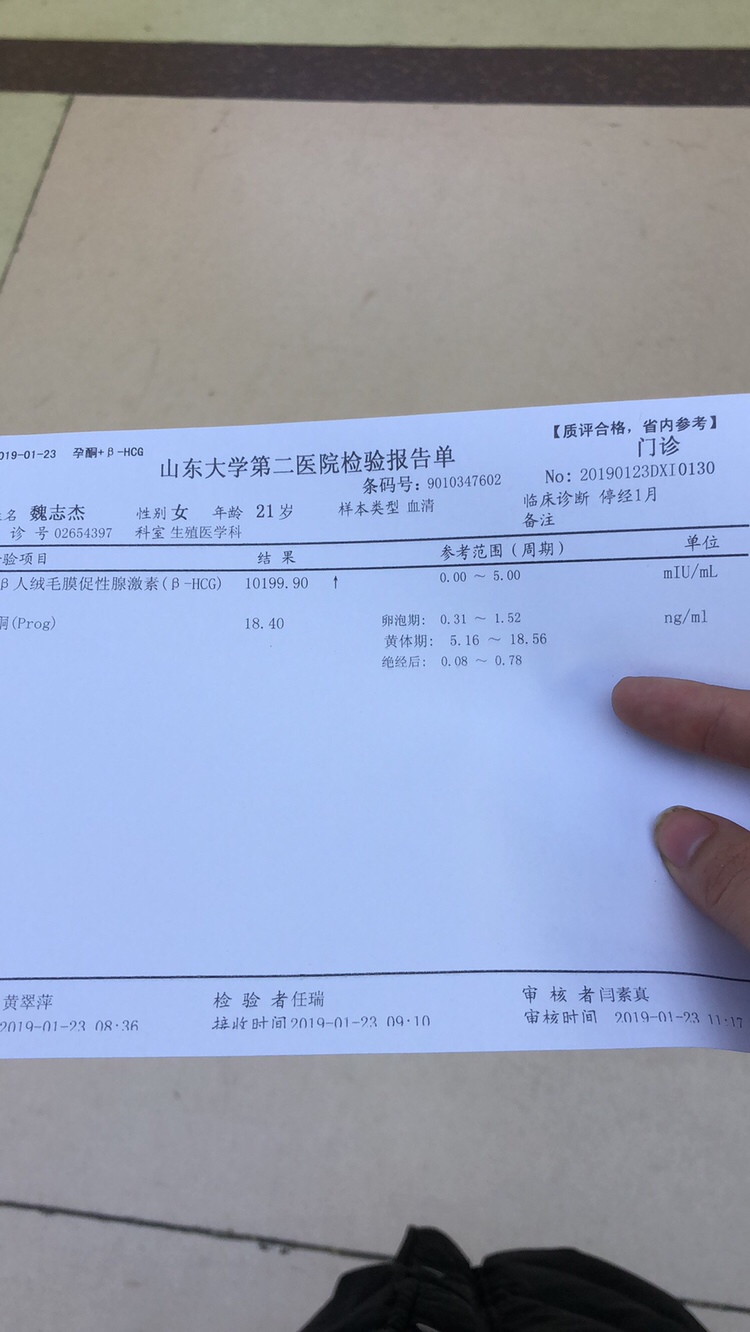 019-01-23 孕酮+β-HCG
【质评合格，省内参考】
山东大学第二医院检验报告单
门诊
条码号：9010347602
No：20190123DXI0130
名 魏志杰 性别 女 年龄 21岁 样本类型 血清 临床诊断 停经1月
诊 号 02654397 科室 生殖医学科 备注
验项目 结 果 参考范围（周期） 单位
β人绒毛膜促性腺激素(β-HCG) 10199.90 ↑ 0.00 ～ 5.00 mIU/mL
酮(Prog) 18.40 卵泡期： 0.31 ～ 1.52 ng/ml
黄体期： 5.16 ～ 18.56
绝经后： 0.08 ～ 0.78
黄翠萍 检 验 者 任瑞 审 核 者 闫素真
2019-01-23 08:36 接收时间 2019-01-23 09:10 审核时间 2019-01-23 11:17